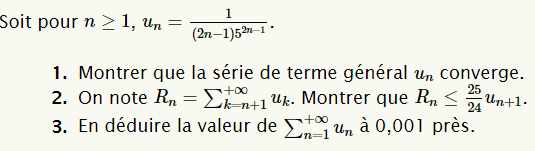 Soit pour $n \geq 1$, $u_n = \frac{1}{(2n-1)5^{2n-1}}$.
1. Montrer que la série de terme général $u_n$ converge.
2. On note $R_n = \sum_{k=n+1}^{+\infty} u_k$. Montrer que $R_n \leq \frac{25}{24} u_{n+1}$.
3. En déduire la valeur de $\sum_{n=1}^{+\infty} u_n$ à 0,001 près.